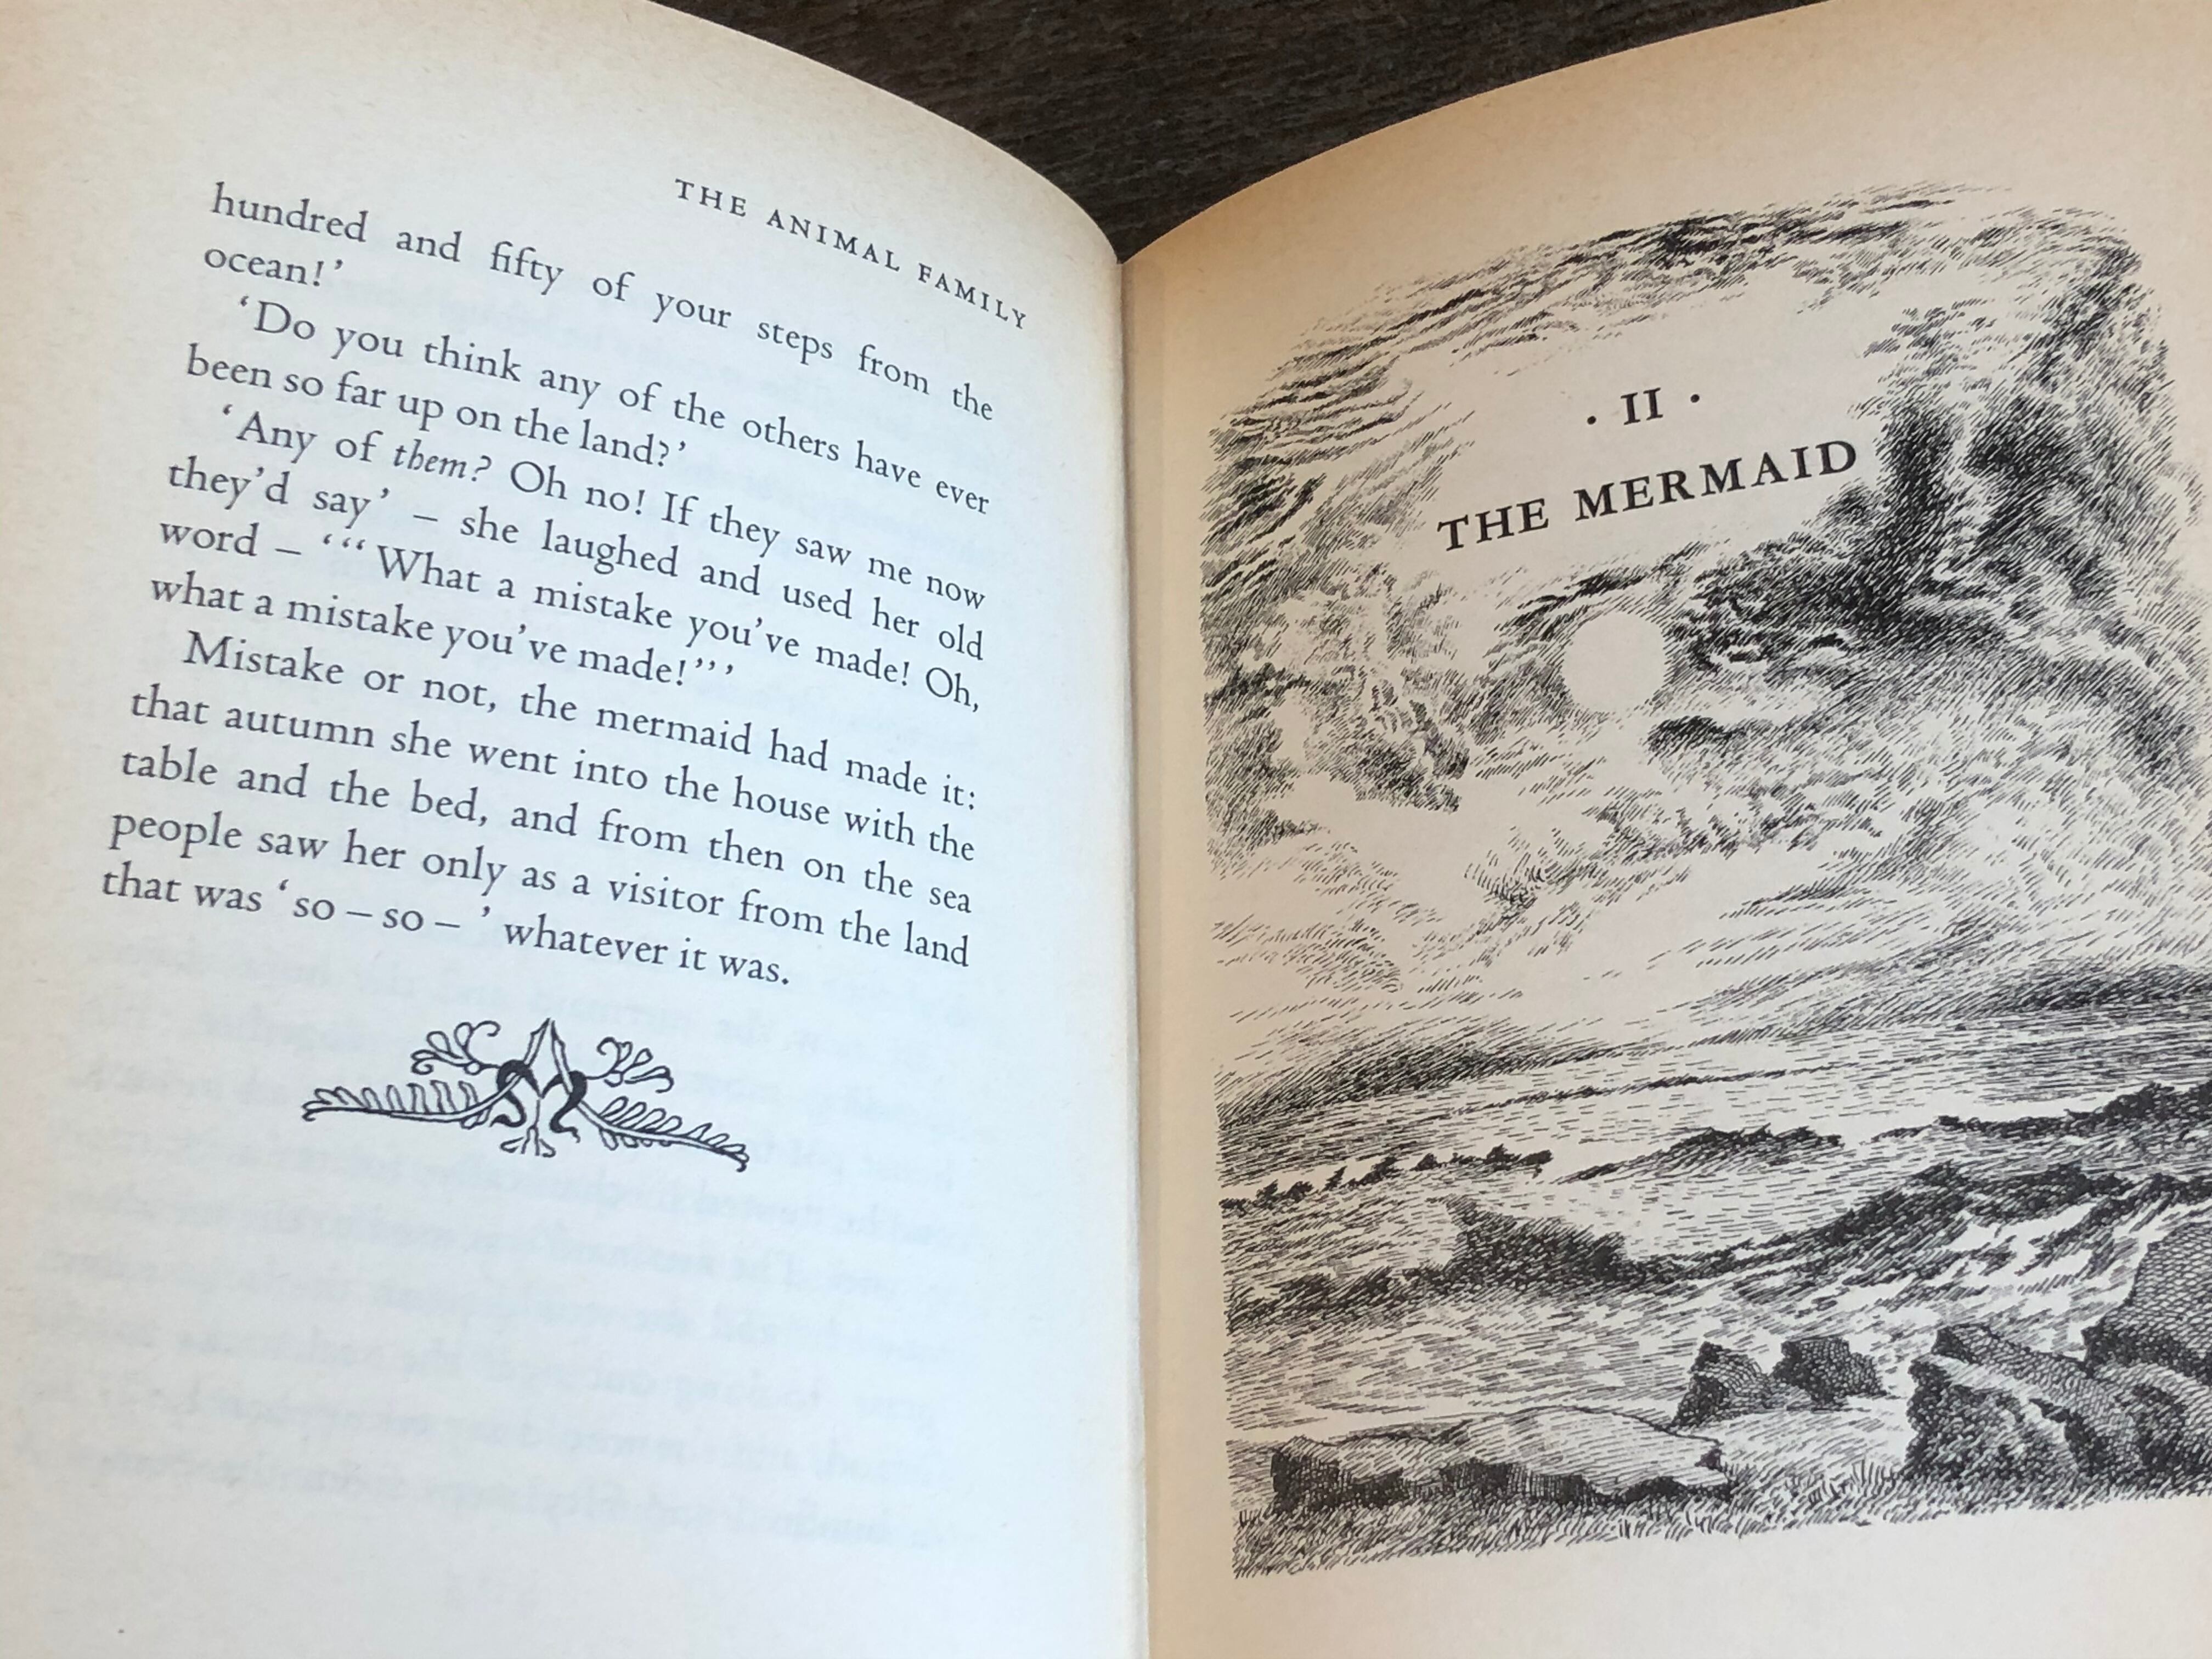 THE ANIMAL FAMILY
hundred and fifty of your steps from the
ocean!’
‘Do you think any of the others have ever
been so far up on the land?’
‘Any of them? Oh no! If they saw me now
they’d say’ – she laughed and used her old
word – ‘“‘What a mistake you’ve made! Oh,
what a mistake you’ve made!”’’
Mistake or not, the mermaid had made it:
that autumn she went into the house with the
table and the bed, and from then on the sea
people saw her only as a visitor from the land
that was ‘so – so – ’ whatever it was.
· II ·
THE MERMAID